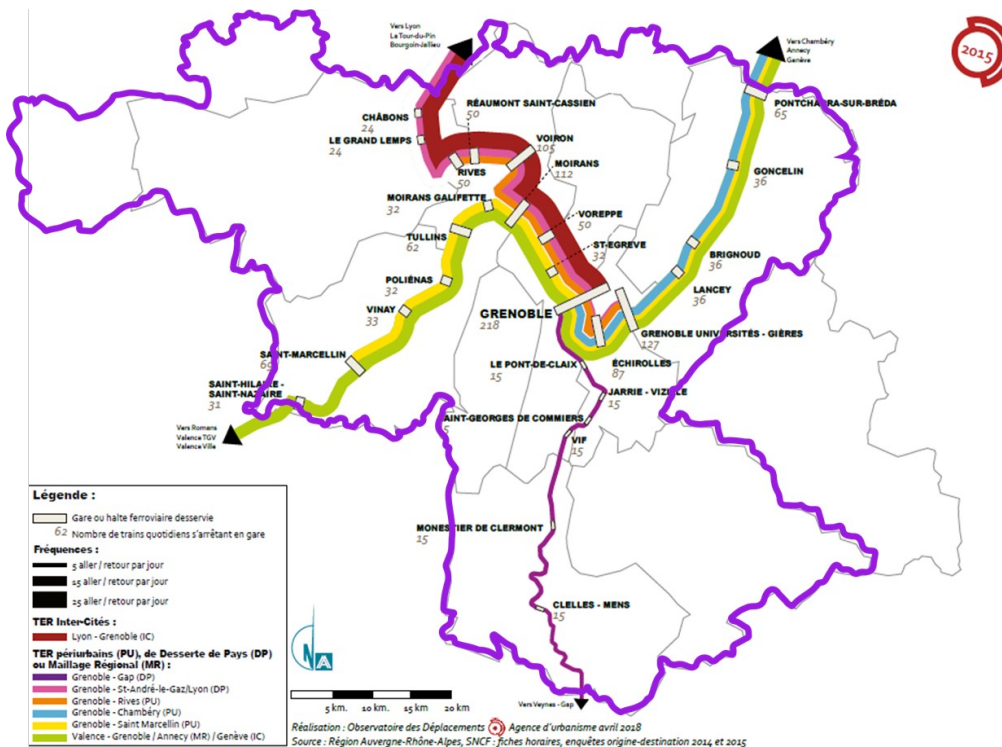 Vers Lyon
La Tour-du-Pin
Bourgoin-Jallieu
Vers Chambéry
Annecy
Genève
2015
PONTCHARRA-SUR-BRÉDA
65
RÉAUMONT SAINT-CASSIEN
50
CHÂBONS
24
LE GRAND LEMPS
24
VOIRON
105
RIVES
50
MOIRANS
112
GONCELIN
36
MOIRANS GALIFETTE
32
VOREPPE
50
TULLINS
62
ST-EGREVE
32
BRIGNOUD
36
POLIÉNAS
32
LANCEY
36
VINAY
33
GRENOBLE
218
GRENOBLE UNIVERSITÉS - GIÈRES
127
SAINT-MARCELLIN
LE PONT-DE-CLAIX
15
ÉCHIROLLES
87
SAINT-HILAIRE -
SAINT-NAZAIRE
31
JARRIE - VIZILLE
15
AINT-GEORGES DE COMMIERS
Vers Romans
Valence TGV
Valence Ville
VIF
15
MONESTIER DE CLERMONT
15
CLELLES - MENS
15
Vers Veynes - Gap
Légende :
Gare ou halte ferroviaire desservie
62 Nombre de trains quotidiens s'arrêtant en gare
Fréquences :
5 aller / retour par jour
15 aller / retour par jour
25 aller / retour par jour
TER Inter-Cités :
Lyon - Grenoble (IC)
TER périurbains (PU), de Desserte de Pays (DP)
ou Maillage Régional (MR) :
Grenoble - Gap (DP)
Grenoble - St-André-le-Gaz/Lyon (DP)
Grenoble - Rives (PU)
Grenoble - Chambéry (PU)
Grenoble - Saint Marcellin (PU)
Valence - Grenoble / Annecy (MR) / Genève (IC)
N
5 km. 10 km. 15 km. 20 km
Réalisation : Observatoire des Déplacements Agence d'urbanisme avril 2018
Source : Région Auvergne-Rhône-Alpes, SNCF : fiches horaires, enquêtes origine-destination 2014 et 2015